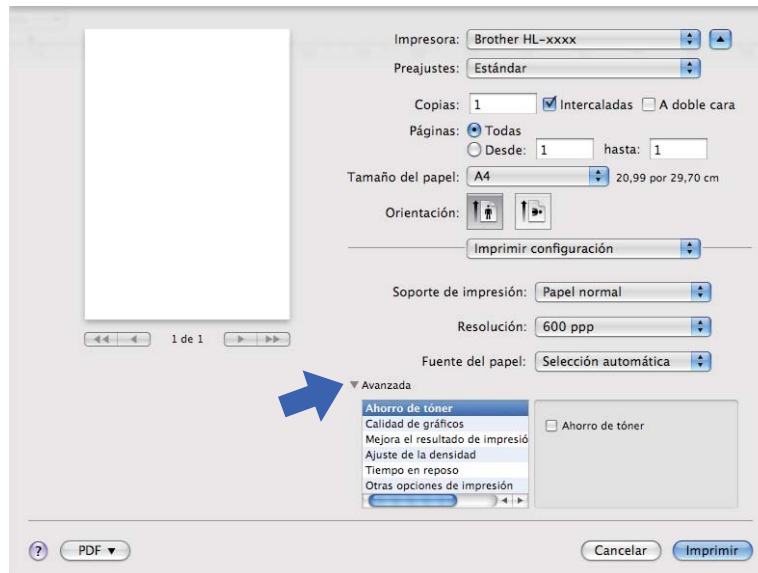 Impresora: Brother HL-xxxx
Preajustes: Estándar
Copias: 1 Intercaladas A doble cara
Páginas: Todas
Desde: 1 hasta: 1
Tamaño del papel: A4 20,99 por 29,70 cm
Orientación:
Imprimir configuración
Soporte de impresión: Papel normal
Resolución: 600 ppp
1 de 1
Fuente del papel: Selección automática
Avanzada
Ahorro de tóner
Calidad de gráficos
Ahorro de tóner
Mejora el resultado de impresió
Ajuste de la densidad
Tiempo en reposo
Otras opciones de impresión
? PDF Cancelar Imprimir